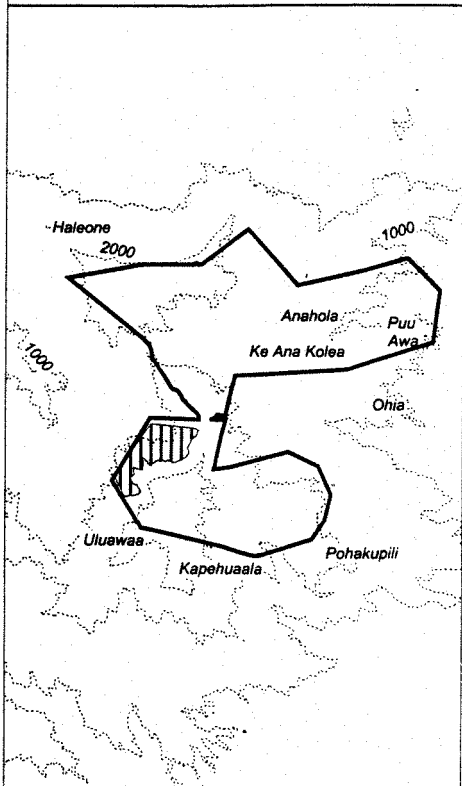 Haleone
2000
1000
Anahola
Puu
Awa
Ke Ana Kolea
1000
Ohia
Uluawaa
Pohakupili
Kapehuaala